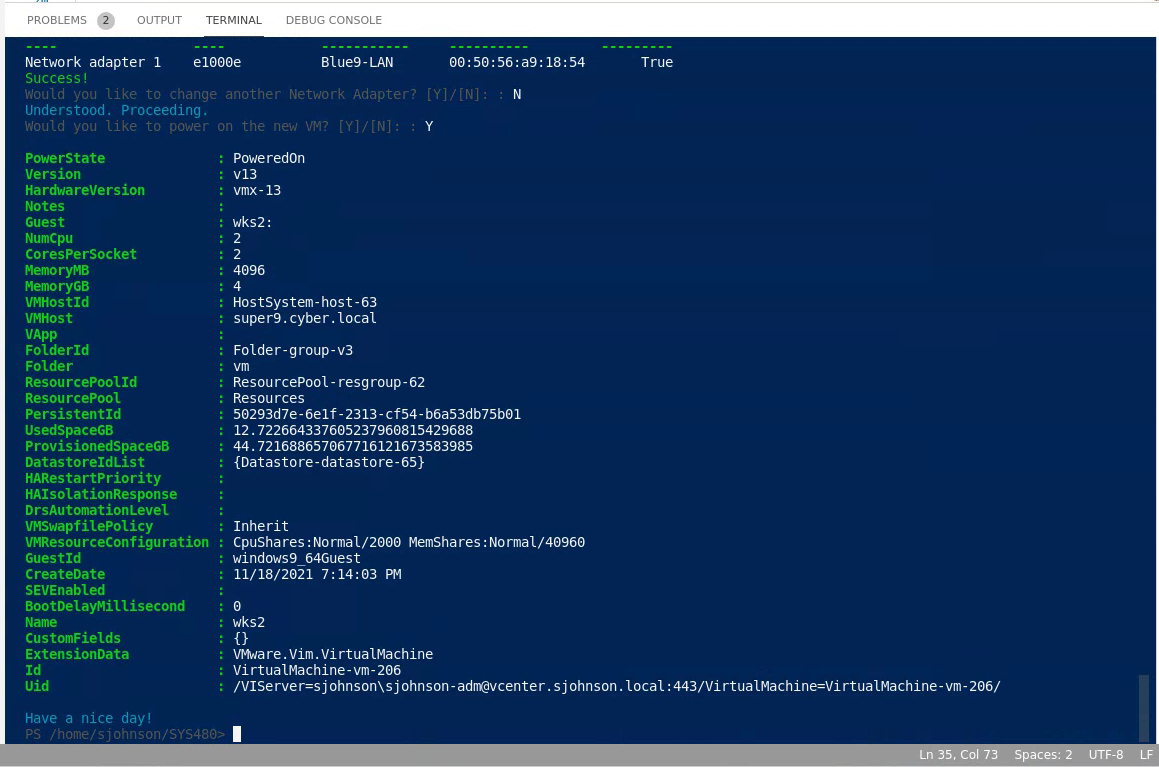 PROBLEMS 2 OUTPUT TERMINAL DEBUG CONSOLE
---- ---- ----------- ---------- ---------
Network adapter 1 e1000e Blue9-LAN 00:50:56:a9:18:54 True
Success!
Would you like to change another Network Adapter? [Y]/[N]: : N
Understood. Proceeding.
Would you like to power on the new VM? [Y]/[N]: : Y
PowerState : PoweredOn
Version : v13
HardwareVersion : vmx-13
Notes :
Guest : wks2:
NumCpu : 2
CoresPerSocket : 2
MemoryMB : 4096
MemoryGB : 4
VMHostId : HostSystem-host-63
VMHost : super9.cyber.local
VApp :
FolderId : Folder-group-v3
Folder : vm
ResourcePoolId : ResourcePool-resgroup-62
ResourcePool : Resources
PersistentId : 50293d7e-6e1f-2313-cf54-b6a53db75b01
UsedSpaceGB : 12.722664337605237960815429688
ProvisionedSpaceGB : 44.721688657067716121673583985
DatastoreIdList : {Datastore-datastore-65}
HARestartPriority :
HAIsolationResponse :
DrsAutomationLevel :
VMSwapfilePolicy : Inherit
VMResourceConfiguration : CpuShares:Normal/2000 MemShares:Normal/40960
GuestId : windows9_64Guest
CreateDate : 11/18/2021 7:14:03 PM
SEVEnabled :
BootDelayMillisecond : 0
Name : wks2
CustomFields : {}
ExtensionData : VMware.Vim.VirtualMachine
Id : VirtualMachine-vm-206
Uid : /VIServer=sjohnson\sjohnson-adm@vcenter.sjohnson.local:443/VirtualMachine=VirtualMachine-vm-206/
Have a nice day!
PS /home/sjohnson/SYS480>
Ln 35, Col 73 Spaces: 2 UTF-8 LF